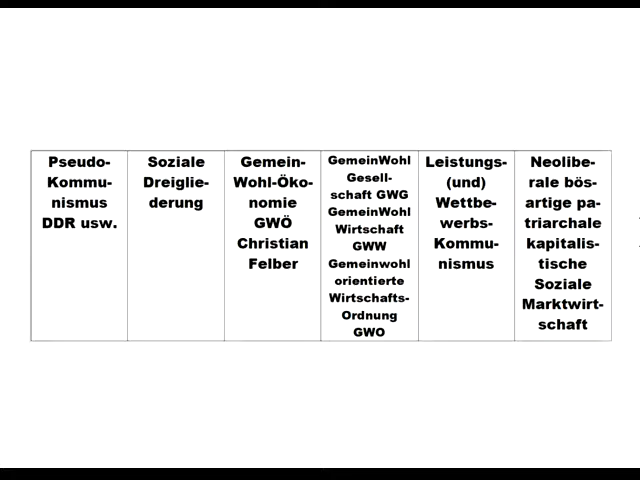 Pseudo-
Kommu-
nismus
DDR usw.
Soziale
Dreiglie-
derung
Gemein-
Wohl-Öko-
nomie
GWÖ
Christian
Felber
GemeinWohl
Gesell-
schaft GWG
GemeinWohl
Wirtschaft
GWW
Gemeinwohl
orientierte
Wirtschafts-
Ordnung
GWO
Leistungs-
(und)
Wettbe-
werbs-
Kommu-
nismus
Neolibe-
rale bös-
artige pa-
triarchale
kapitalis-
tische
Soziale
Marktwirt-
schaft